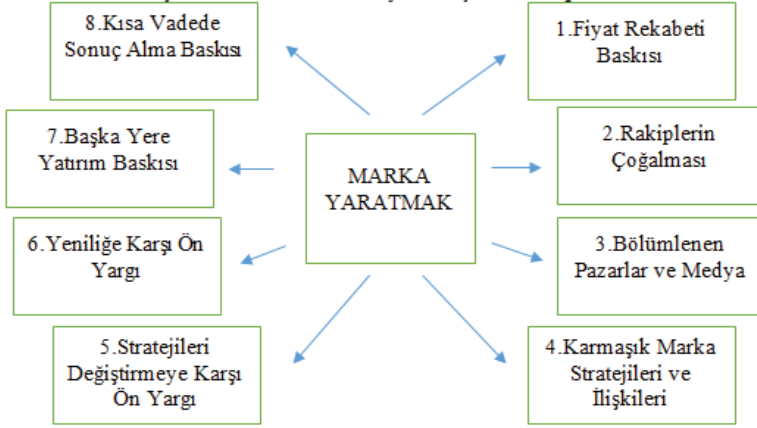 8.Kısa Vadede
Sonuç Alma Baskısı
1.Fiyat Rekabeti
Baskısı
7.Başka Yere
Yatırım Baskısı
2.Rakiplerin
Çoğalması
MARKA
YARATMAK
6.Yeniliğe Karşı Ön
Yargı
3.Bölümlenen
Pazarlar ve Medya
5.Stratejileri
Değiştirmeye Karşı
Ön Yargı
4.Karmaşık Marka
Stratejileri ve
İlişkileri